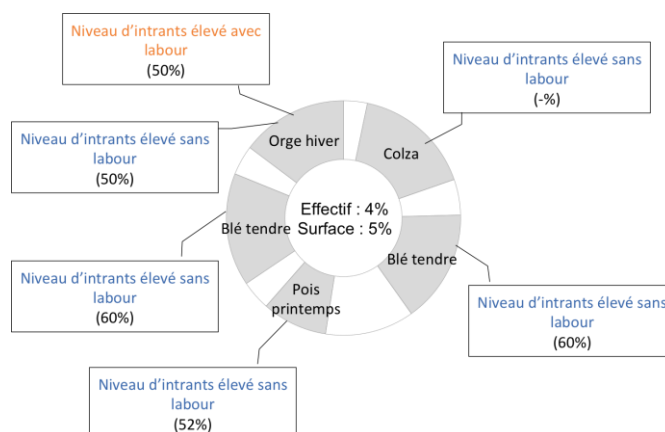 Niveau d'intrants élevé avec
labour
(50%)
Niveau d'intrants élevé sans
labour
(-%)
Niveau d'intrants élevé sans
labour
(50%)
Orge hiver
Colza
Effectif : 4%
Surface : 5%
Blé tendre
Blé tendre
Pois
printemps
Niveau d'intrants élevé sans
labour
(60%)
Niveau d'intrants élevé sans
labour
(60%)
Niveau d'intrants élevé sans
labour
(52%)